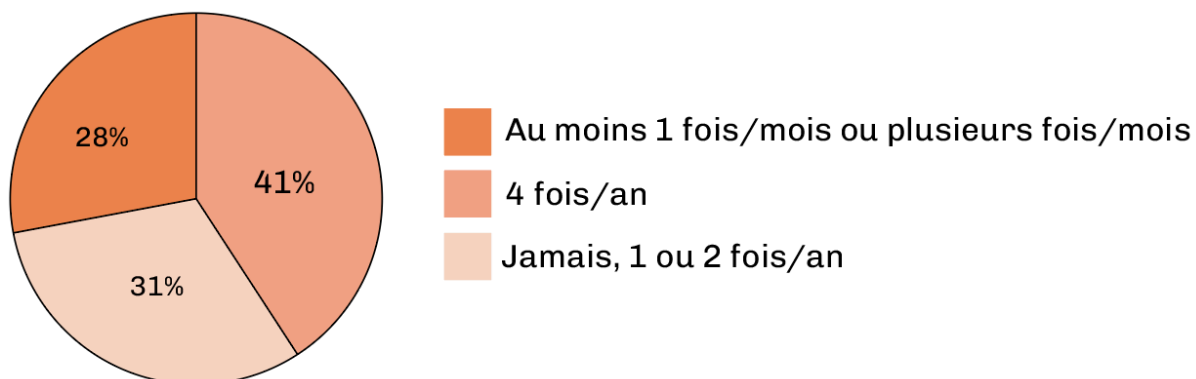 28%
41%
31%
Au moins 1 fois/mois ou plusieurs fois/mois
4 fois/an
Jamais, 1 ou 2 fois/an